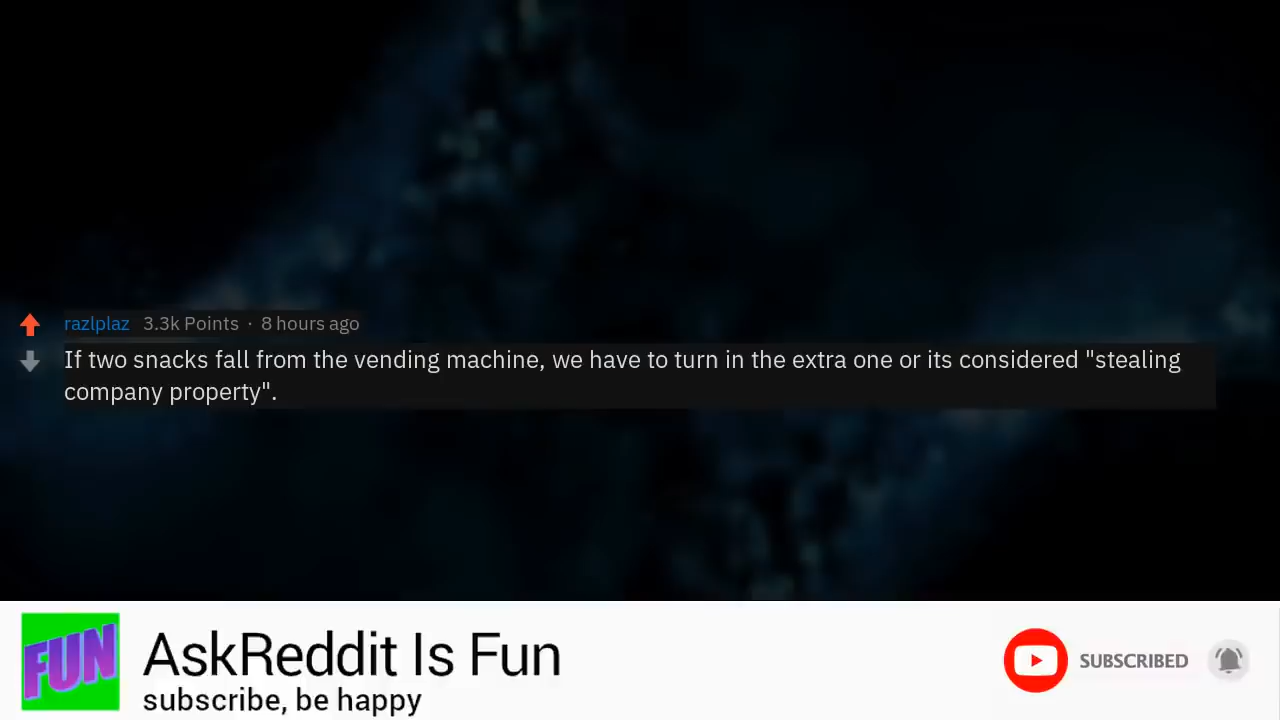 razlplaz 3.3k Points · 8 hours ago
If two snacks fall from the vending machine, we have to turn in the extra one or its considered "stealing
company property".
FUN
AskReddit Is Fun
subscribe, be happy
SUBSCRIBED